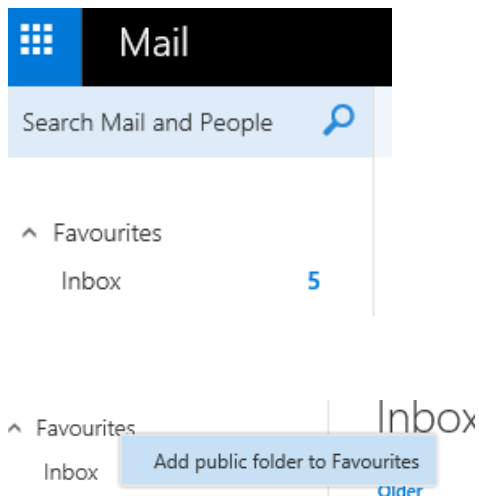 Mail
Search Mail and People
Favourites
Inbox 5
Inbox
Favourites
Add public folder to Favourites
Inbox
Older